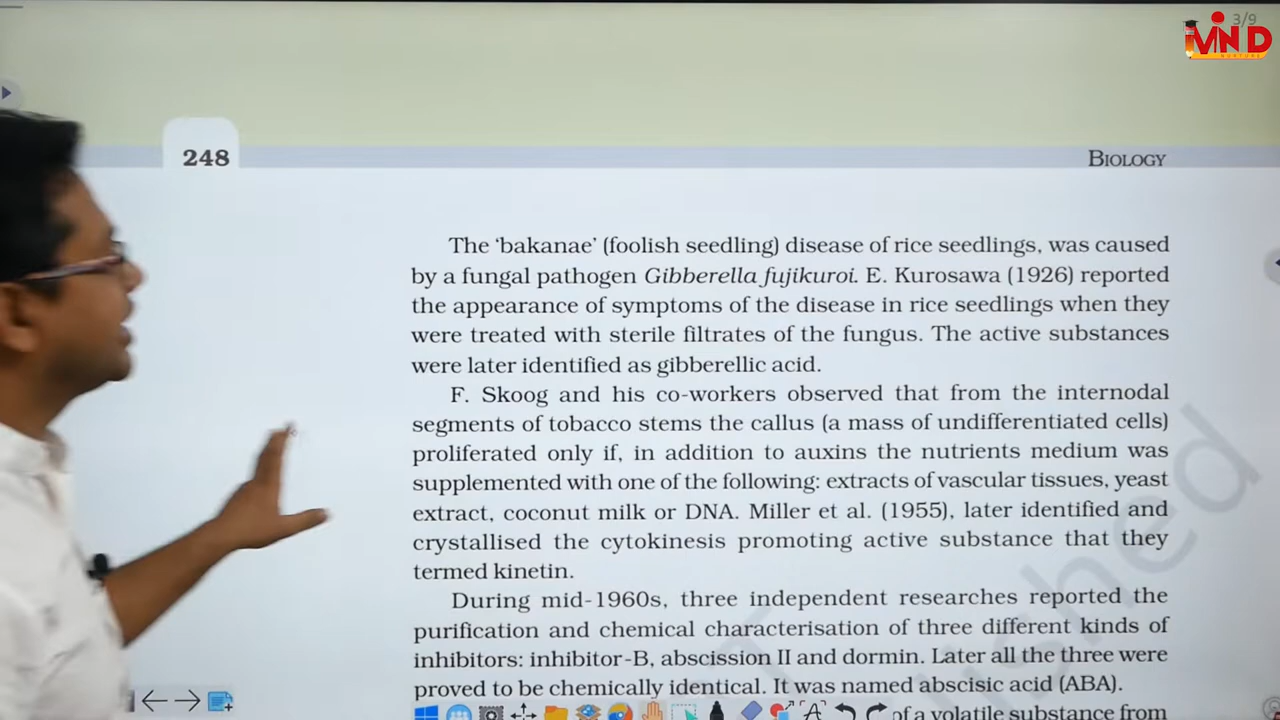 3/9
MIND
NURTURE
248
BIOLOGY
The ‘bakanae’ (foolish seedling) disease of rice seedlings, was caused
by a fungal pathogen Gibberella fujikuroi. E. Kurosawa (1926) reported
the appearance of symptoms of the disease in rice seedlings when they
were treated with sterile filtrates of the fungus. The active substances
were later identified as gibberellic acid.
F. Skoog and his co-workers observed that from the internodal
segments of tobacco stems the callus (a mass of undifferentiated cells)
proliferated only if, in addition to auxins the nutrients medium was
supplemented with one of the following: extracts of vascular tissues, yeast
extract, coconut milk or DNA. Miller et al. (1955), later identified and
crystallised the cytokinesis promoting active substance that they
termed kinetin.
During mid-1960s, three independent researches reported the
purification and chemical characterisation of three different kinds of
inhibitors: inhibitor-B, abscission II and dormin. Later all the three were
proved to be chemically identical. It was named abscisic acid (ABA).
of a volatile substance from